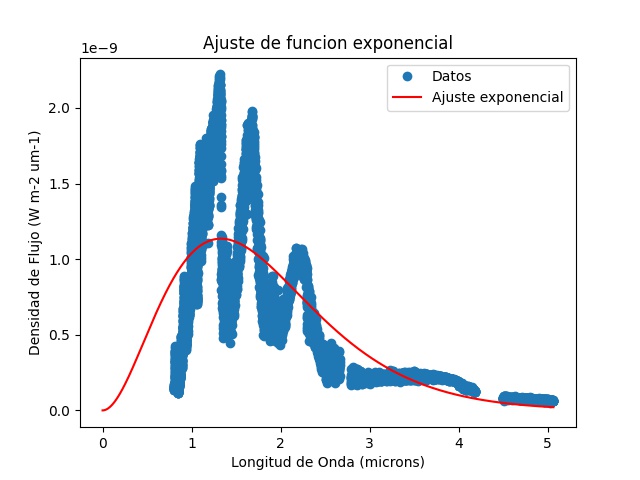 Ajuste de funcion exponencial
1e−9
Datos
Ajuste exponencial
Densidad de Flujo (W m-2 um-1)
2.0
1.5
1.0
0.5
0.0
0 1 2 3 4 5
Longitud de Onda (microns)